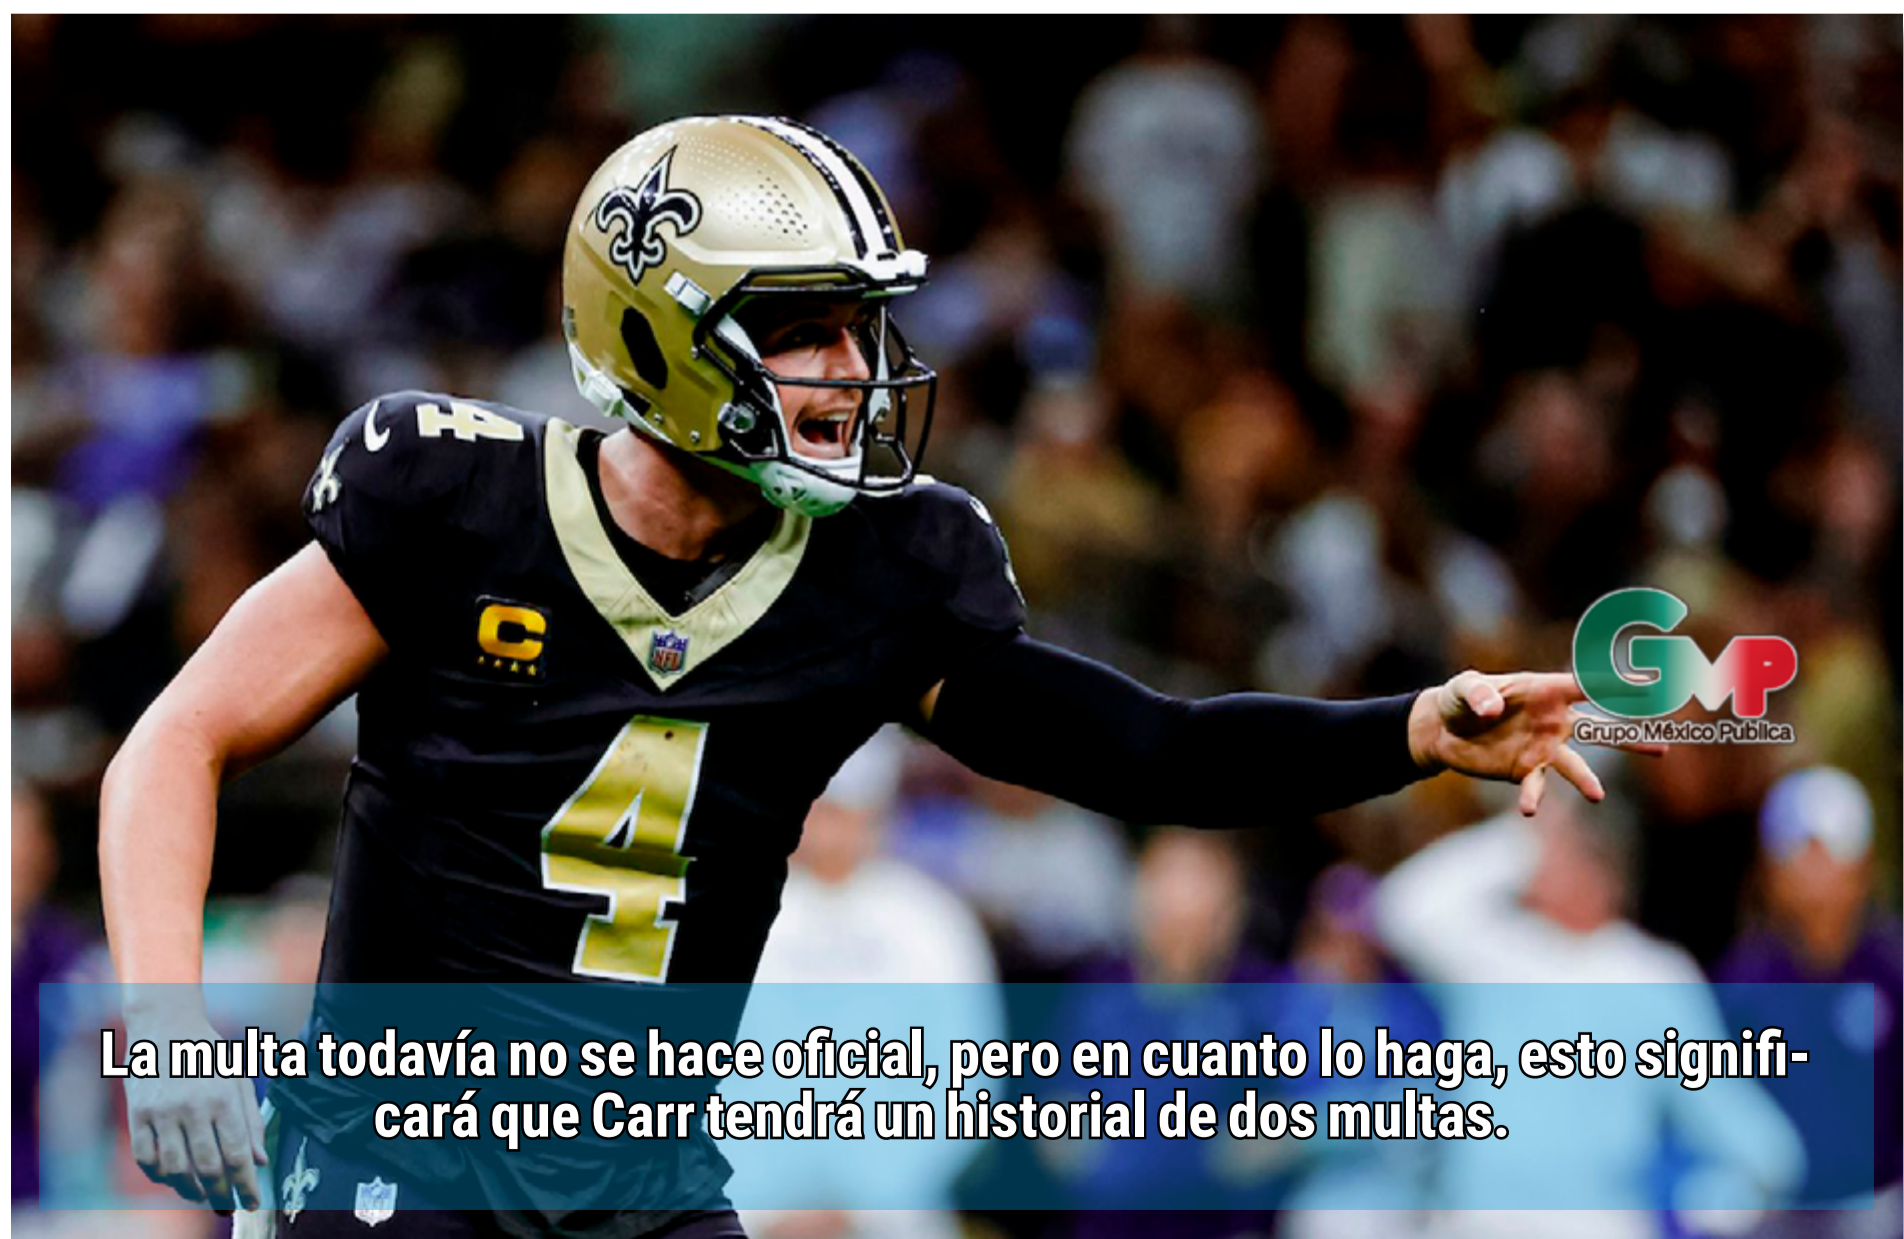 4
C
NFL
4
GMP
Grupo México Publica
La multa todavía no se hace oficial, pero en cuanto lo haga, esto signifi-
cará que Carr tendrá un historial de dos multas.